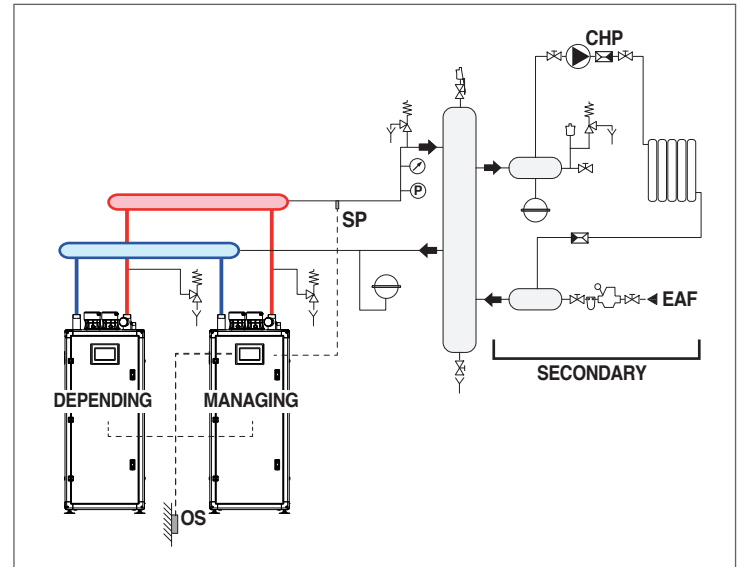 CHP
P
SP
EAF
SECONDARY
DEPENDING
MANAGING
OS